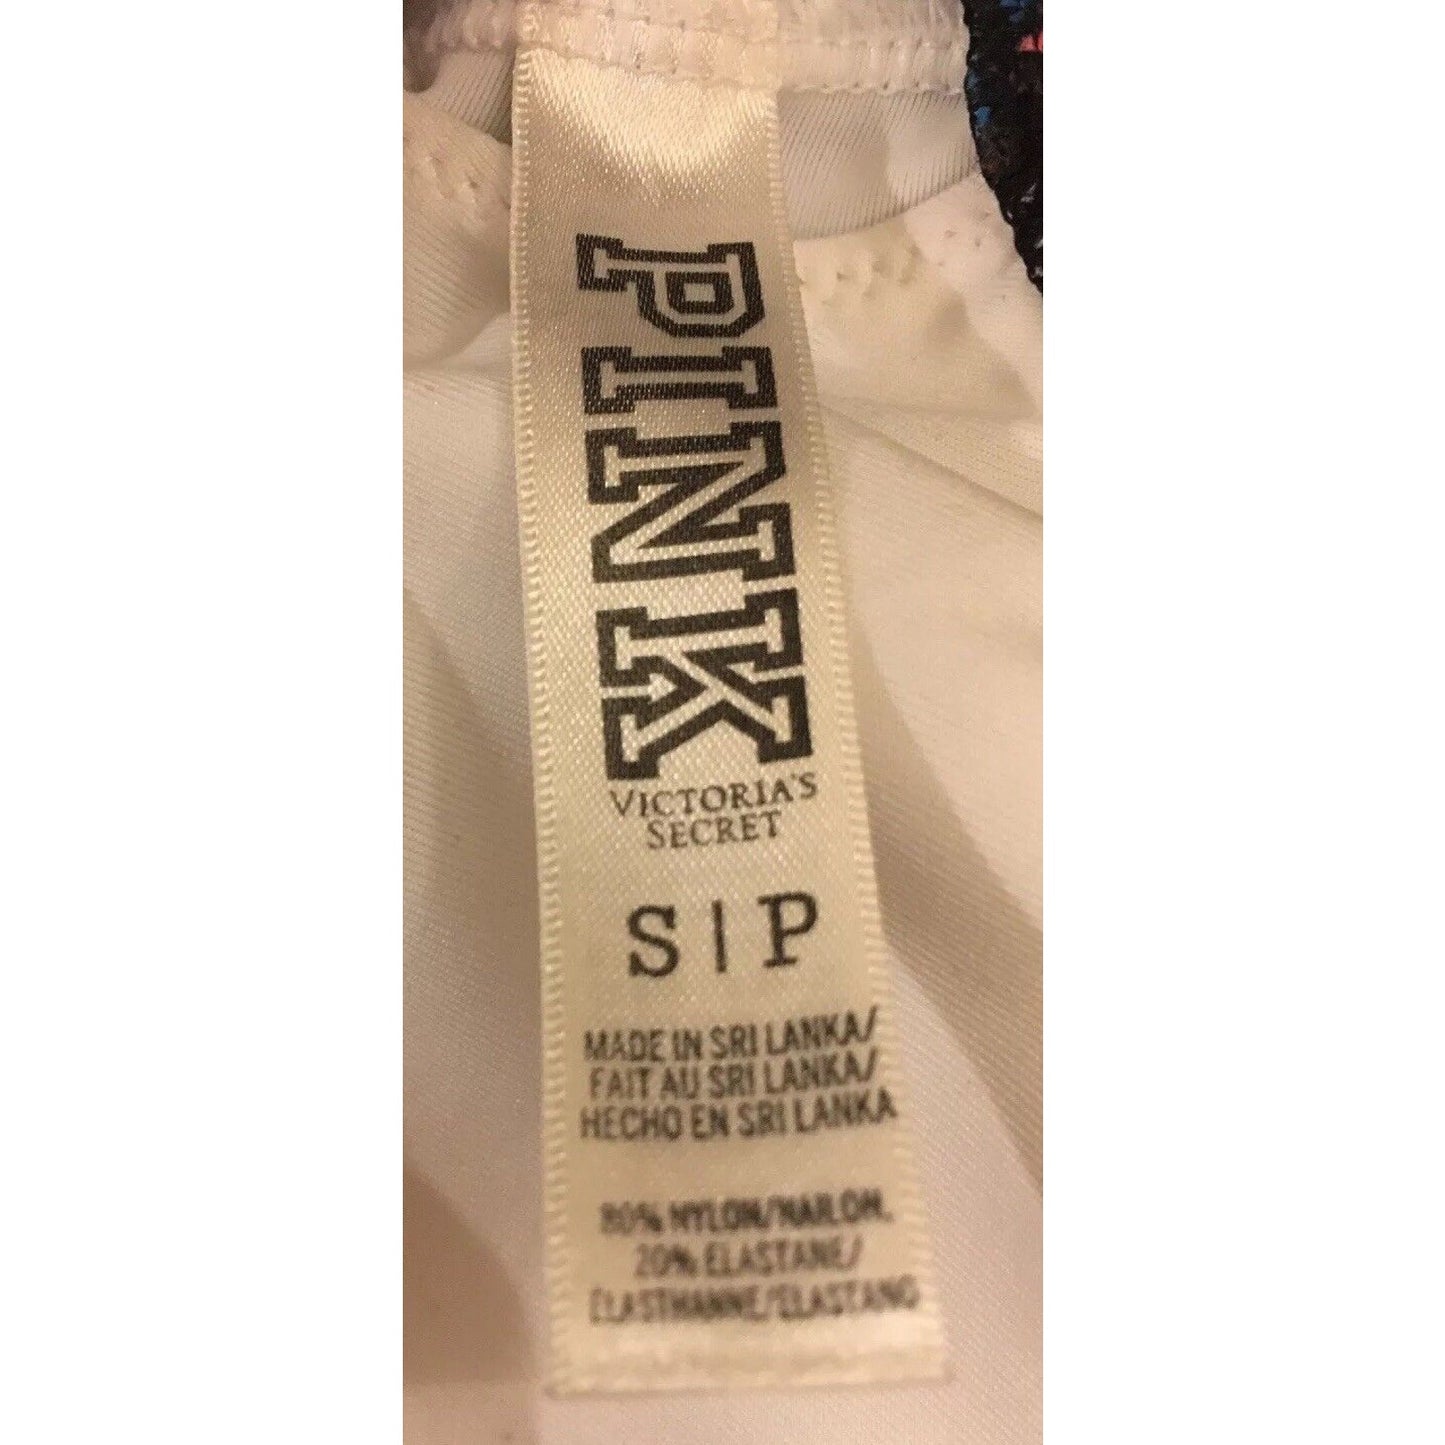 PINK
VICTORIA'S
SECRET
S | P
MADE IN SRI LANKA/
FAIT AU SRI LANKA/
HECHO EN SRI LANKA
80% NYLON/NAILON,
20% ELASTANE/
ÉLASTHANNE/ELASTANO